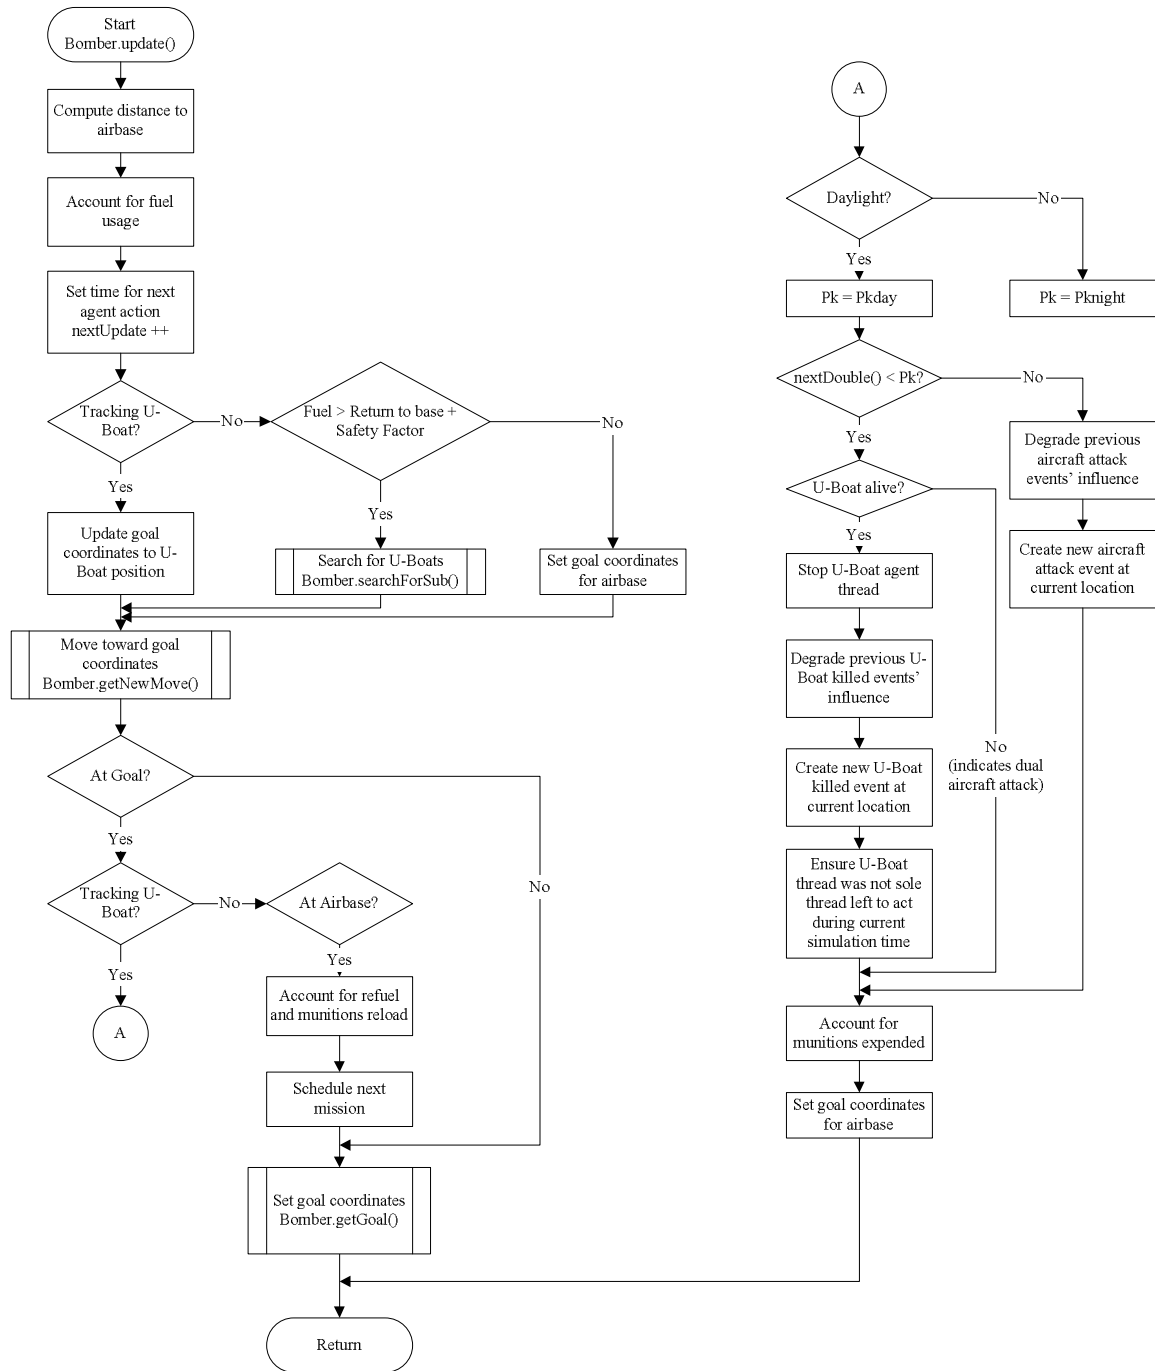 Start
Bomber.update()
Compute distance to
airbase
Account for fuel
usage
Set time for next
agent action
nextUpdate ++
Tracking U-
Boat?
No
Fuel > Return to base +
Safety Factor
No
Yes
Yes
Update goal
coordinates to U-
Boat position
Search for U-Boats
Bomber.searchForSub()
Set goal coordinates
for airbase
Move toward goal
coordinates
Bomber.getNewMove()
At Goal?
Yes
No
Tracking U-
Boat?
No
At Airbase?
Yes
Yes
A
Account for refuel
and munitions reload
Schedule next
mission
Set goal coordinates
Bomber.getGoal()
Return
A
Daylight?
No
Yes
Pk = Pkday
Pk = Pknight
nextDouble() < Pk?
No
Yes
Degrade previous
aircraft attack
events' influence
U-Boat alive?
Yes
Create new aircraft
attack event at
current location
Stop U-Boat agent
thread
Degrade previous U-
Boat killed events'
influence
No
(indicates dual
aircraft attack)
Create new U-Boat
killed event at
current location
Ensure U-Boat
thread was not sole
thread left to act
during current
simulation time
Account for
munitions expended
Set goal coordinates
for airbase